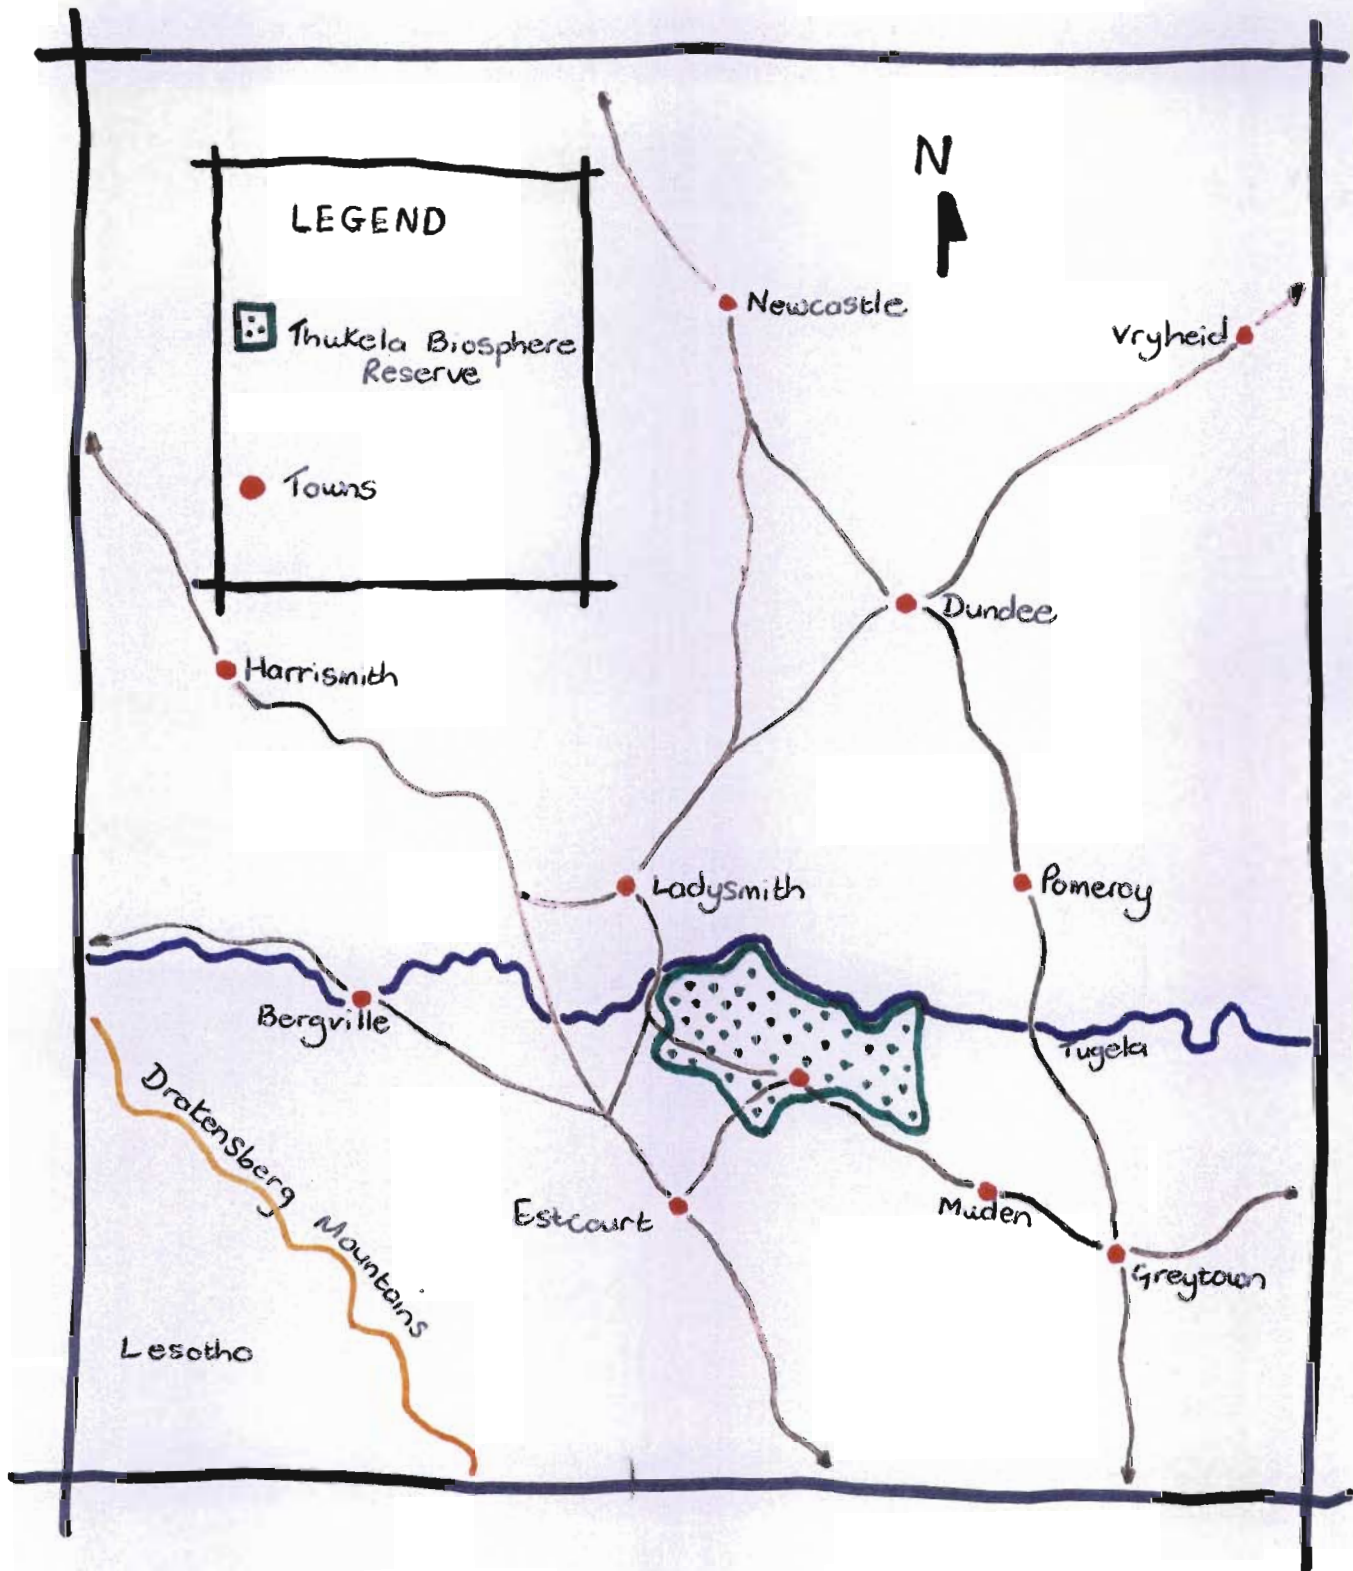 N
LEGEND
Thukela Biosphere
Reserve
Towns
Newcastle
Vryheid
Dundee
Harrismith
Ladysmith
Pomeroy
Bergville
Tugela
Drakensberg Mountains
Estcourt
Muden
Greytown
Lesotho